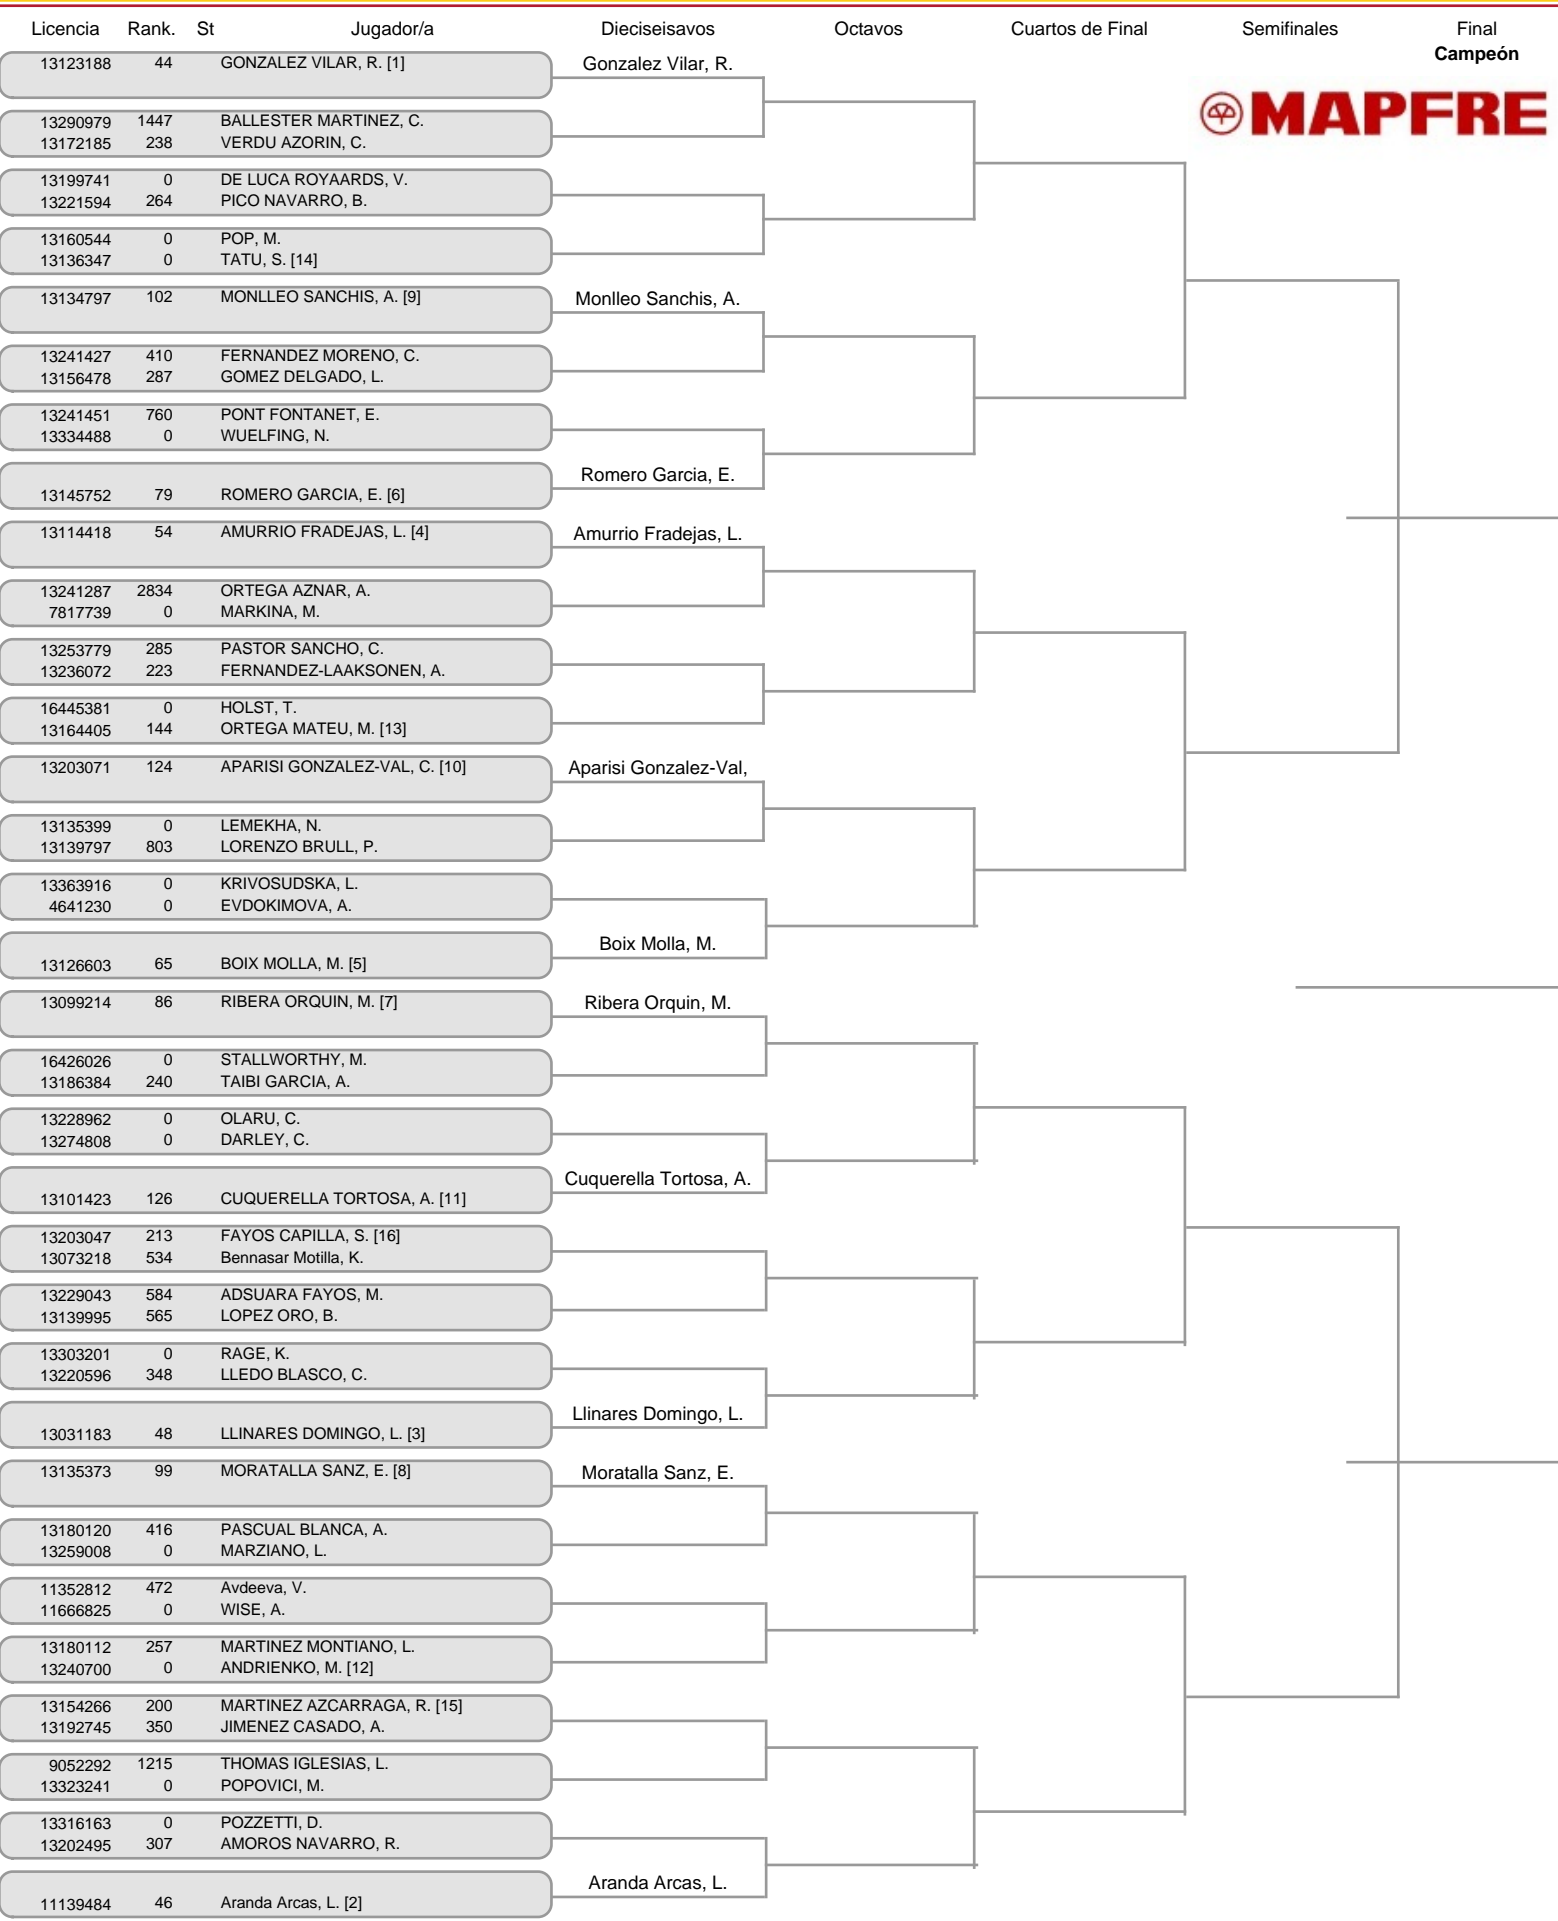 Licencia Rank. St Jugador/a Dieciseisavos Octavos Cuartos de Final Semifinales Final
Campeón
13123188 44 GONZALEZ VILAR, R. [1] Gonzalez Vilar, R.
MAPFRE
13290979 1447 BALLESTER MARTINEZ, C.
13172185 238 VERDU AZORIN, C.
13199741 0 DE LUCA ROYAARDS, V.
13221594 264 PICO NAVARRO, B.
13160544 0 POP, M.
13136347 0 TATU, S. [14]
13134797 102 MONLLEO SANCHIS, A. [9] Monlleo Sanchis, A.
13241427 410 FERNANDEZ MORENO, C.
13156478 287 GOMEZ DELGADO, L.
13241451 760 PONT FONTANET, E.
13334488 0 WUELFING, N.
Romero Garcia, E.
13145752 79 ROMERO GARCIA, E. [6]
13114418 54 AMURRIO FRADEJAS, L. [4] Amurrio Fradejas, L.
13241287 2834 ORTEGA AZNAR, A.
7817739 0 MARKINA, M.
13253779 285 PASTOR SANCHO, C.
13236072 223 FERNANDEZ-LAAKSONEN, A.
16445381 0 HOLST, T.
13164405 144 ORTEGA MATEU, M. [13]
13203071 124 APARISI GONZALEZ-VAL, C. [10] Aparisi Gonzalez-Val,
13135399 0 LEMEKHA, N.
13139797 803 LORENZO BRULL, P.
13363916 0 KRIVOSUDSKA, L.
4641230 0 EVDOKIMOVA, A.
Boix Molla, M.
13126603 65 BOIX MOLLA, M. [5]
13099214 86 RIBERA ORQUIN, M. [7] Ribera Orquin, M.
16426026 0 STALLWORTHY, M.
13186384 240 TAIBI GARCIA, A.
13228962 0 OLARU, C.
13274808 0 DARLEY, C.
Cuquerella Tortosa, A.
13101423 126 CUQUERELLA TORTOSA, A. [11]
13203047 213 FAYOS CAPILLA, S. [16]
13073218 534 Bennasar Motilla, K.
13229043 584 ADSUARA FAYOS, M.
13139995 565 LOPEZ ORO, B.
13303201 0 RAGE, K.
13220596 348 LLEDO BLASCO, C.
Llinares Domingo, L.
13031183 48 LLINARES DOMINGO, L. [3]
13135373 99 MORATALLA SANZ, E. [8] Moratalla Sanz, E.
13180120 416 PASCUAL BLANCA, A.
13259008 0 MARZIANO, L.
11352812 472 Avdeeva, V.
11666825 0 WISE, A.
13180112 257 MARTINEZ MONTIANO, L.
13240700 0 ANDRIENKO, M. [12]
13154266 200 MARTINEZ AZCARRAGA, R. [15]
13192745 350 JIMENEZ CASADO, A.
9052292 1215 THOMAS IGLESIAS, L.
13323241 0 POPOVICI, M.
13316163 0 POZZETTI, D.
13202495 307 AMOROS NAVARRO, R.
Aranda Arcas, L.
11139484 46 Aranda Arcas, L. [2]